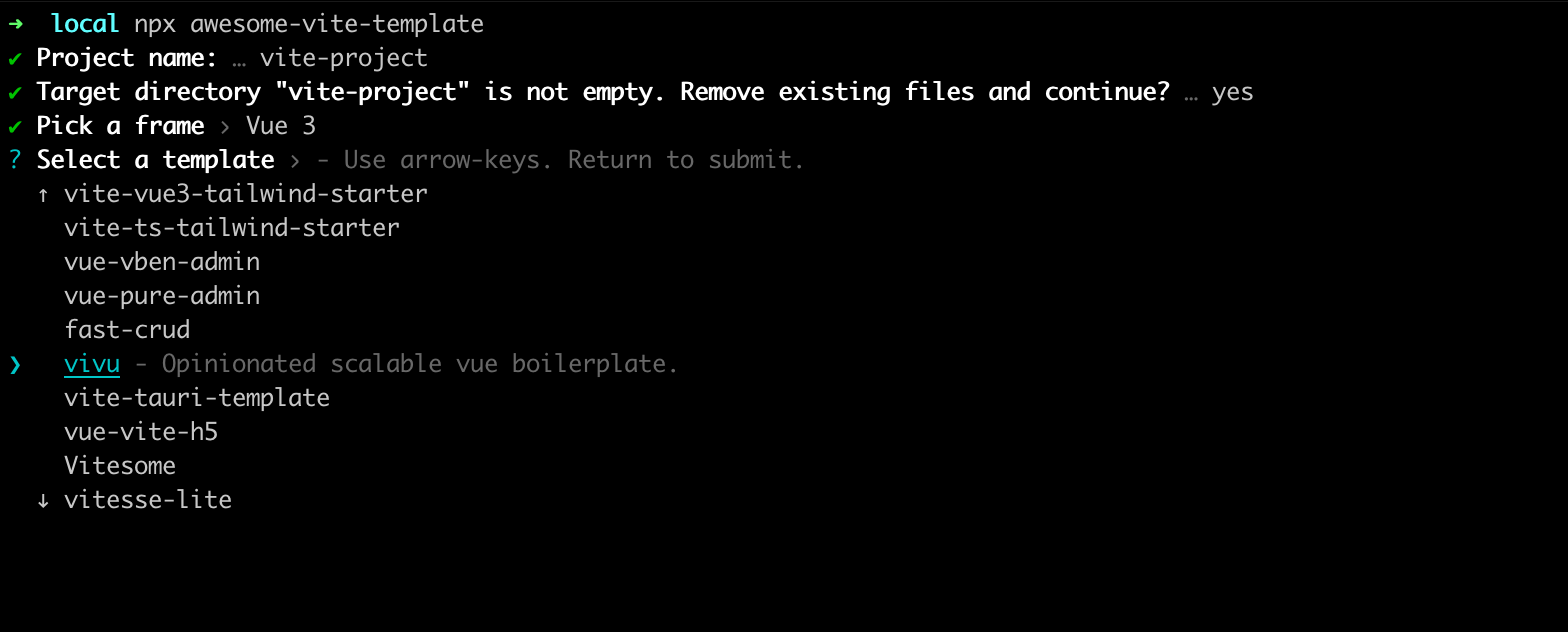 ➜  local npx awesome-vite-template
✔ Project name: … vite-project
✔ Target directory "vite-project" is not empty. Remove existing files and continue? … yes
✔ Pick a frame › Vue 3
? Select a template › - Use arrow-keys. Return to submit.
↑ vite-vue3-tailwind-starter
vite-ts-tailwind-starter
vue-vben-admin
vue-pure-admin
fast-crud
❯   vivu - Opinionated scalable vue boilerplate.
vite-tauri-template
vue-vite-h5
Vitesome
↓ vitesse-lite